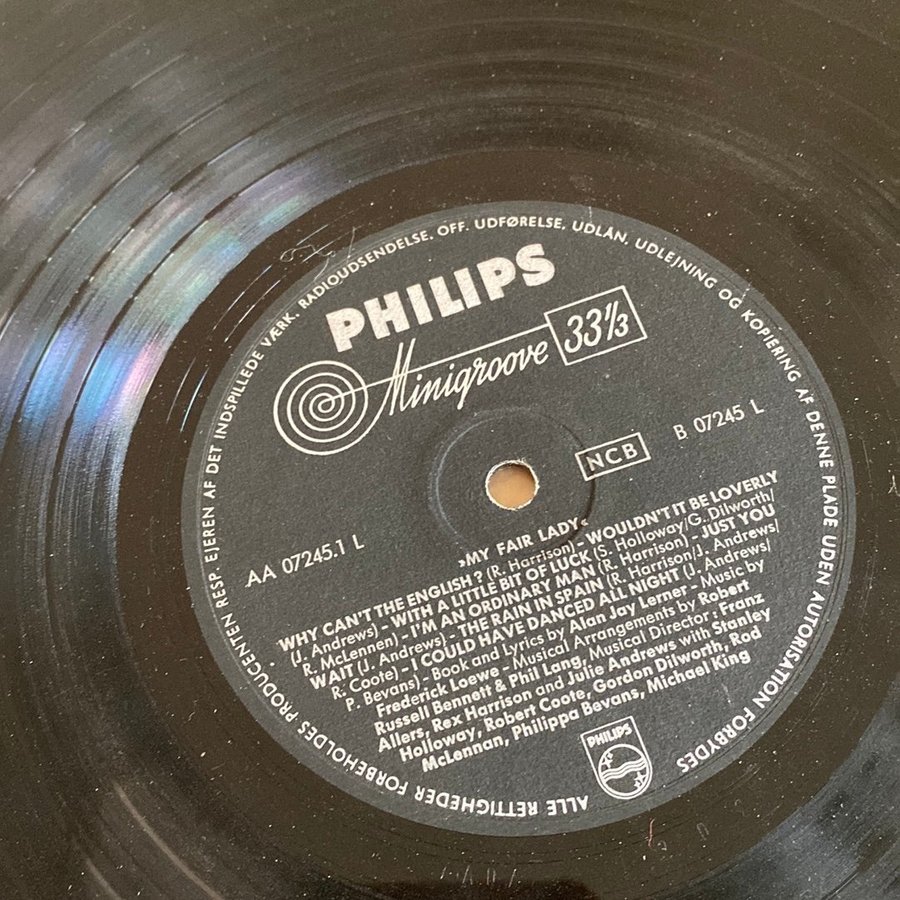 ALLE RETTIGHEDER FORBEHOLDES PRODUCENTEN RESP. EJEREN AF DET INDSPILLEDE VÆRK. RADIOUDSENDELSE, OFF. UDFØRELSE, UDLÅN, UDLEJNING OG KOPIERING AF DENNE PLADE UDEN AUTORISATION FORBYDES
PHILIPS
Minigroove 33⅓
NCB
B 07245 L
AA 07245.1 L
»MY FAIR LADY«
WHY CAN'T THE ENGLISH? (R. Harrison) - WOULDN'T IT BE LOVERLY
(J. Andrews) - WITH A LITTLE BIT OF LUCK (S. Holloway/G. Dilworth/
R. McLennen) - I'M AN ORDINARY MAN (R. Harrison) - JUST YOU
WAIT (J. Andrews) - THE RAIN IN SPAIN (R. Harrison/J. Andrews/
R. Coote) - I COULD HAVE DANCED ALL NIGHT (J. Andrews/
P. Bevans) - Book and Lyrics by Alan Jay Lerner - Music by
Frederick Loewe - Musical Arrangements by Robert
Russell Bennett & Phil Lang, Musical Director: Franz
Allers, Rex Harrison and Julie Andrews with Stanley
Holloway, Robert Coote, Gordon Dilworth, Rod
McLennan, Philippa Bevans, Michael King
PHILIPS